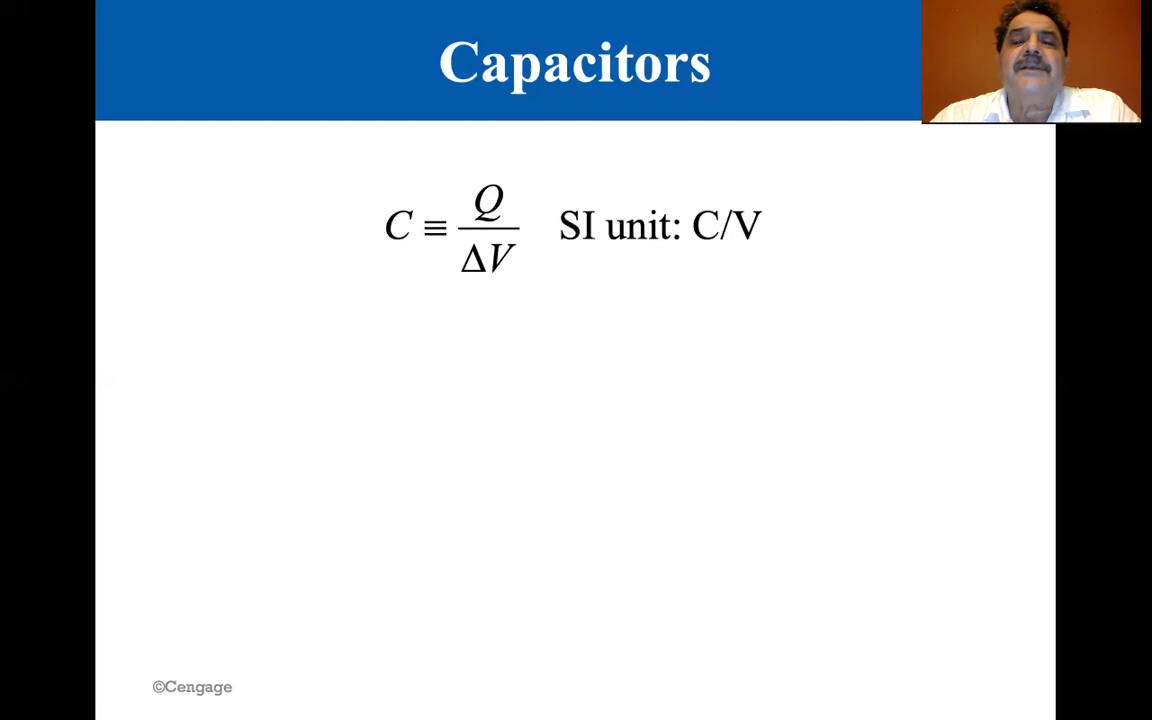 Capacitors
C ≡ Q/ΔV SI unit: C/V
©Cengage